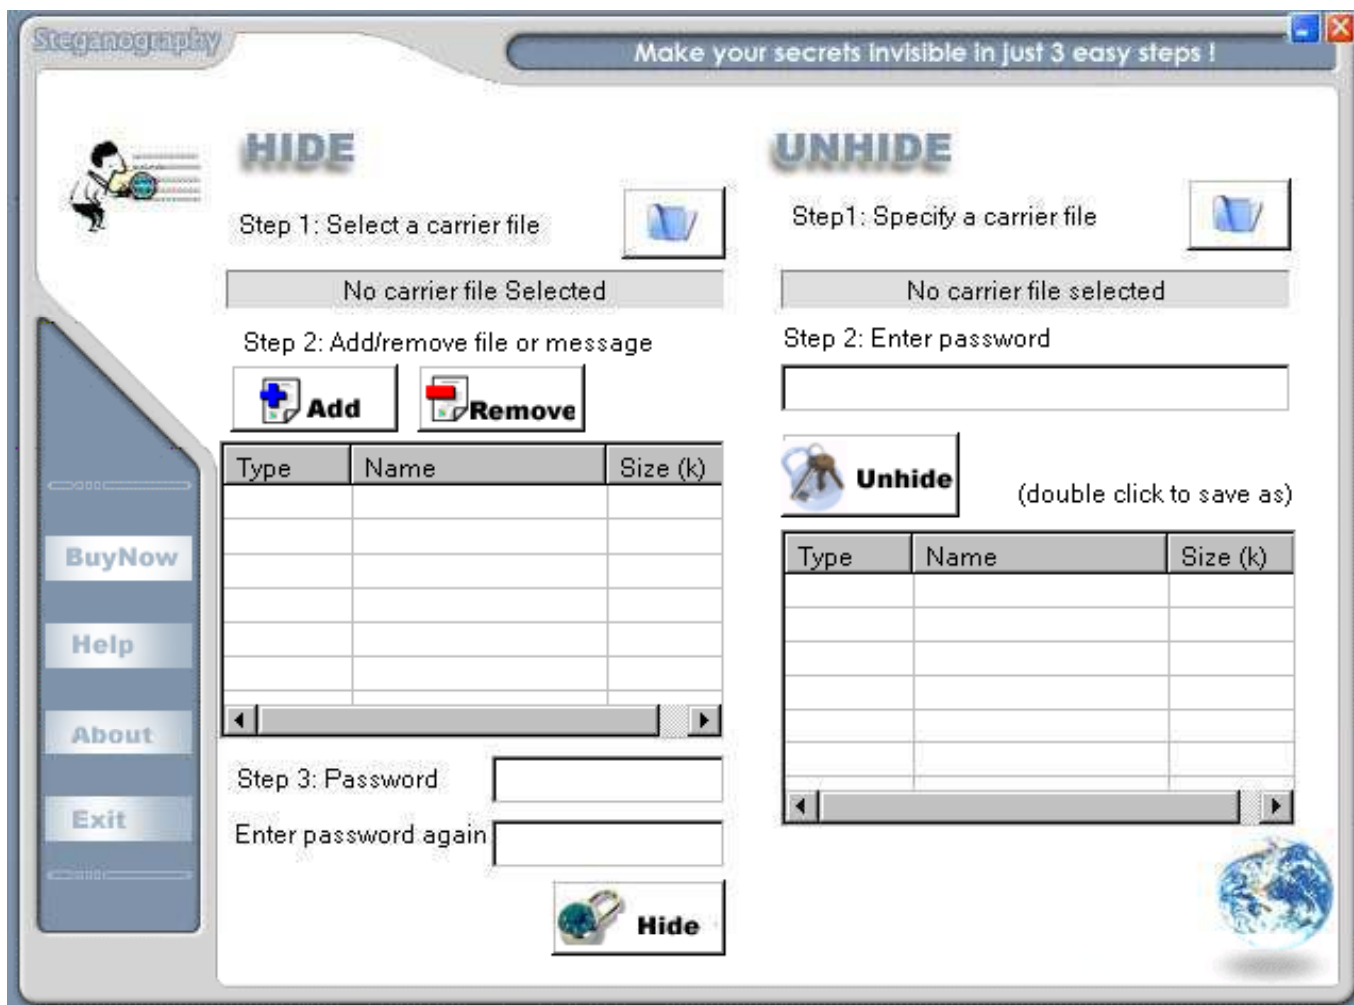 Steganography
Make your secrets invisible in just 3 easy steps !
HIDE
Step 1: Select a carrier file
No carrier file Selected
Step 2: Add/remove file or message
Add Remove
Type Name Size (k)
Step 3: Password
Enter password again
Hide
UNHIDE
Step1: Specify a carrier file
No carrier file selected
Step 2: Enter password
Unhide (double click to save as)
Type Name Size (k)
BuyNow
Help
About
Exit